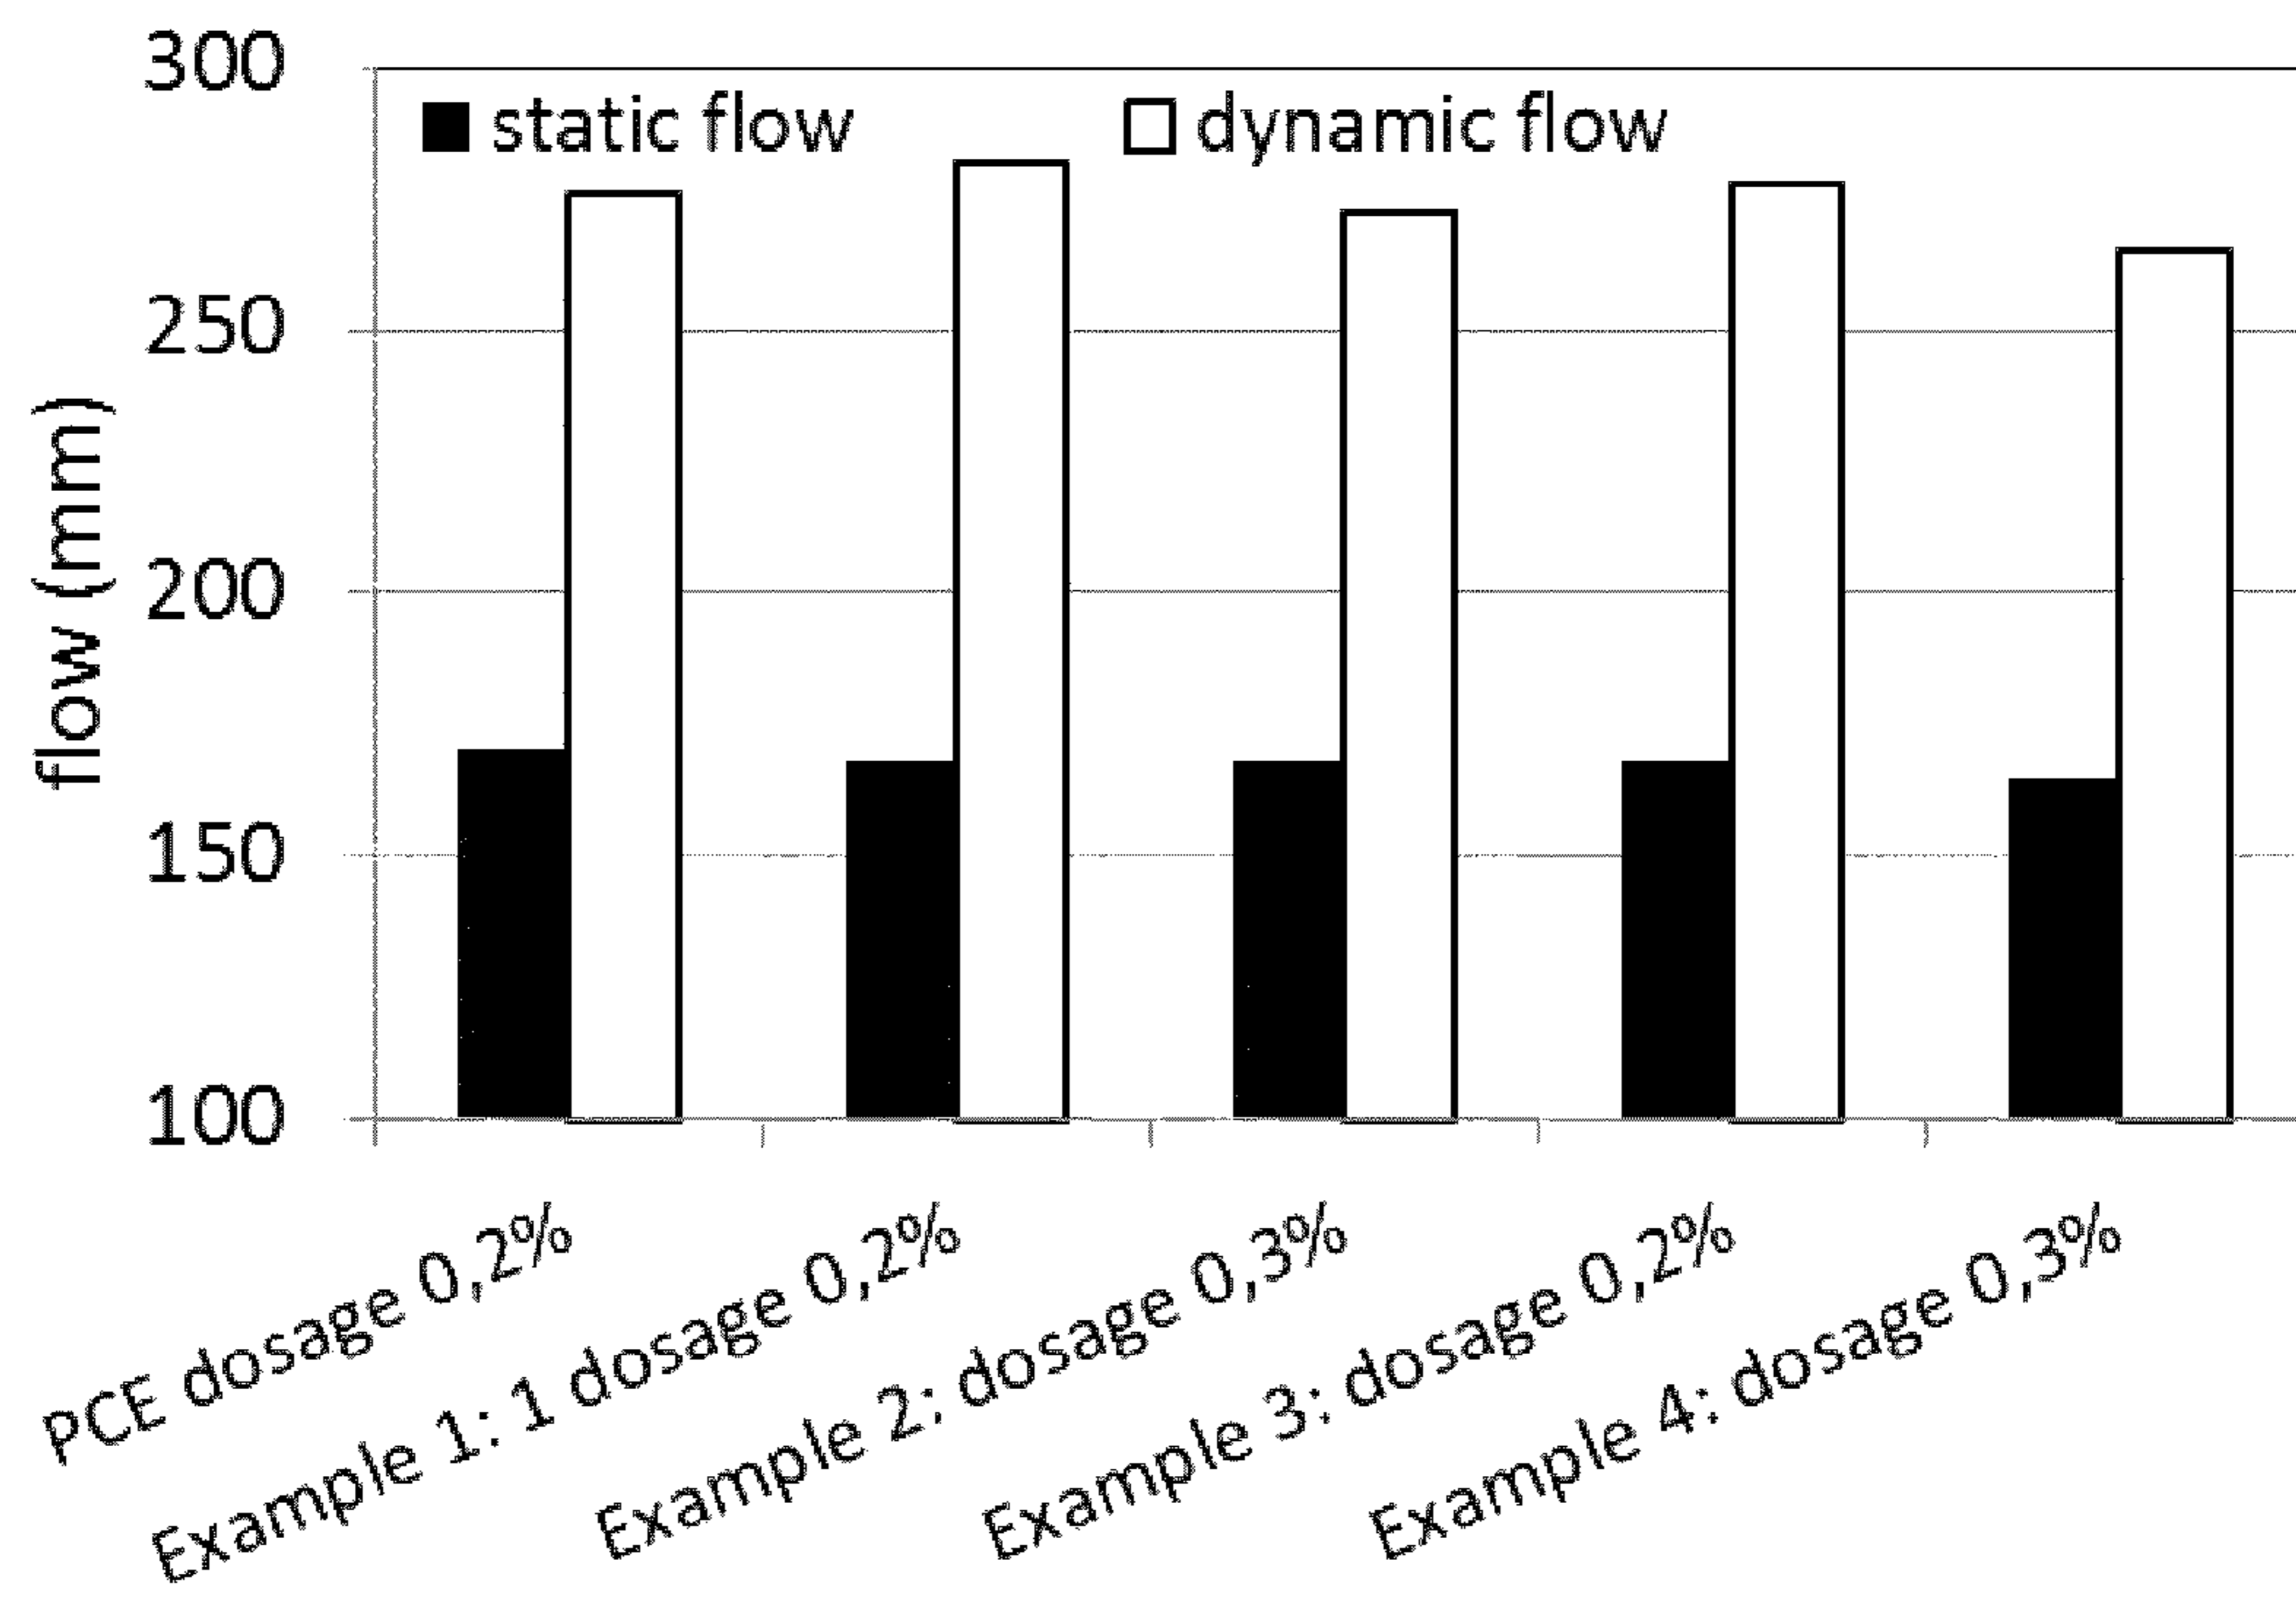 300
static flow dynamic flow
250
200
150
100
flow (mm)
PCE dosage 0,2%
Example 1: 1 dosage 0,2%
Example 2: dosage 0,3%
Example 3: dosage 0,2%
Example 4: dosage 0,3%